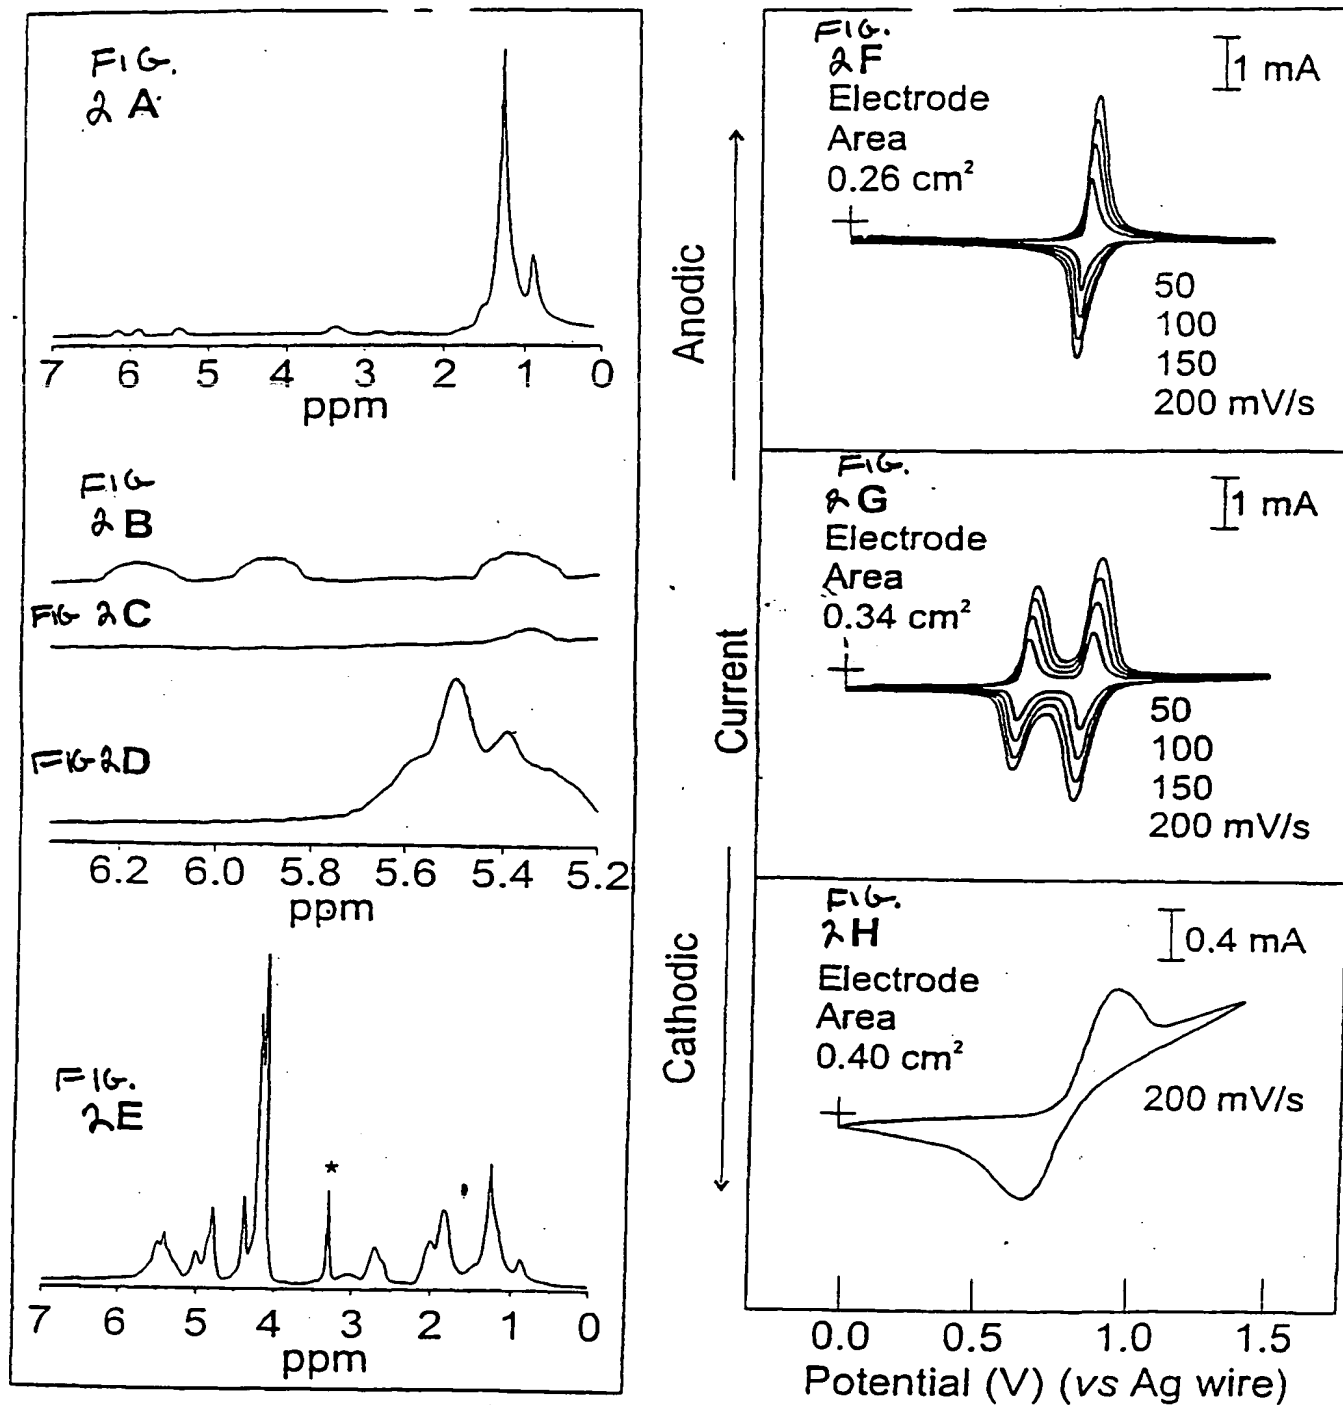 FIG.
2 A
7 6 5 4 3 2 1 0
ppm
FIG
2 B
FIG 2C
FIG 2D
6.2 6.0 5.8 5.6 5.4 5.2
ppm
FIG.
2E
*
7 6 5 4 3 2 1 0
ppm
Anodic
Current
Cathodic
FIG.
2F
Electrode
Area
0.26 cm²
1 mA
50
100
150
200 mV/s
FIG.
2G
Electrode
Area
0.34 cm²
1 mA
50
100
150
200 mV/s
FIG.
2H
Electrode
Area
0.40 cm²
0.4 mA
200 mV/s
0.0 0.5 1.0 1.5
Potential (V) (vs Ag wire)